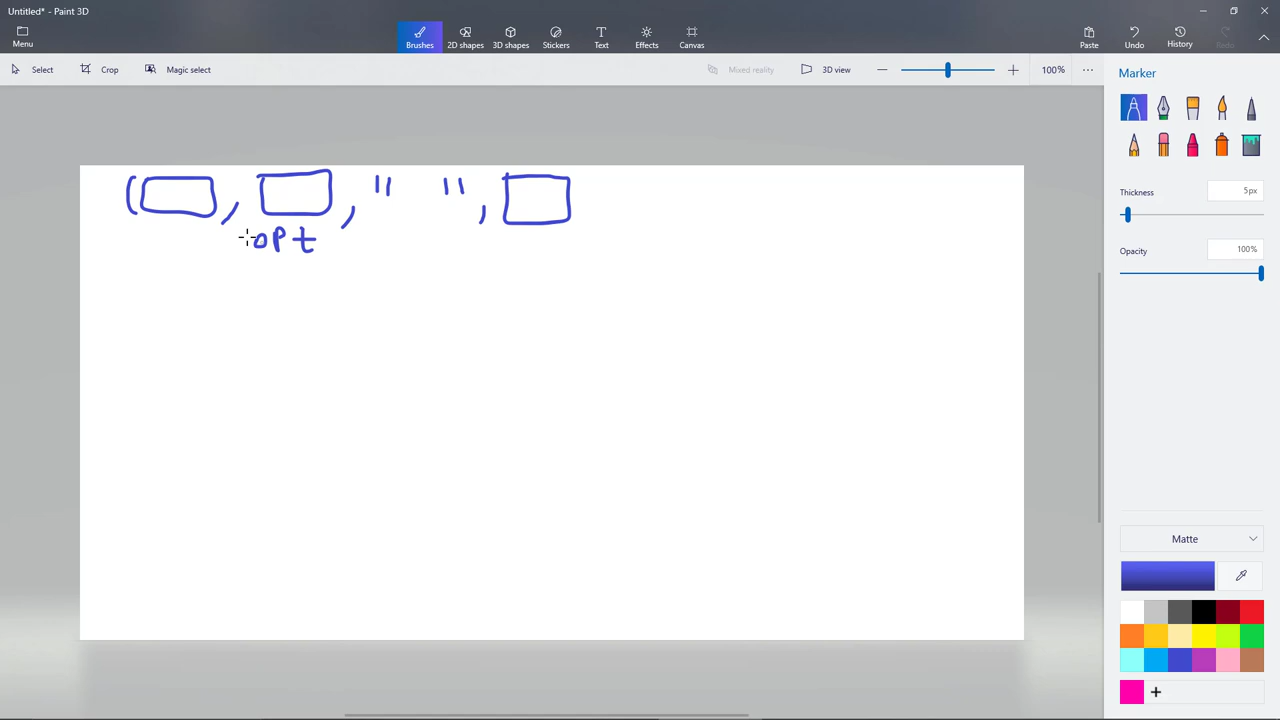 Untitled* - Paint 3D
Menu
Brushes 2D shapes 3D shapes Stickers Text Effects Canvas Paste Undo History Redo
Select Crop Magic select Mixed reality 3D view 100%
Marker
Thickness 5px
Opacity 100%
Matte
( , , " " ,
opt